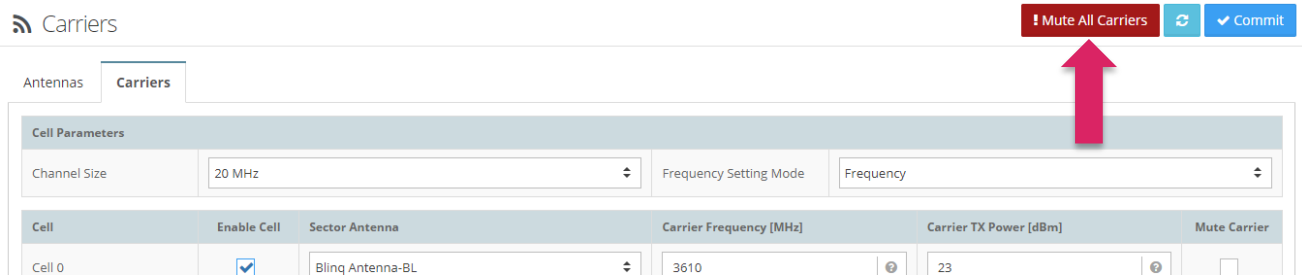 Carriers
! Mute All Carriers
Commit
Antennas
Carriers
Cell Parameters
Channel Size
20 MHz
Frequency Setting Mode
Frequency
Cell
Enable Cell
Sector Antenna
Carrier Frequency [MHz]
Carrier TX Power [dBm]
Mute Carrier
Cell 0
Blinq Antenna-BL
3610
?
23
?